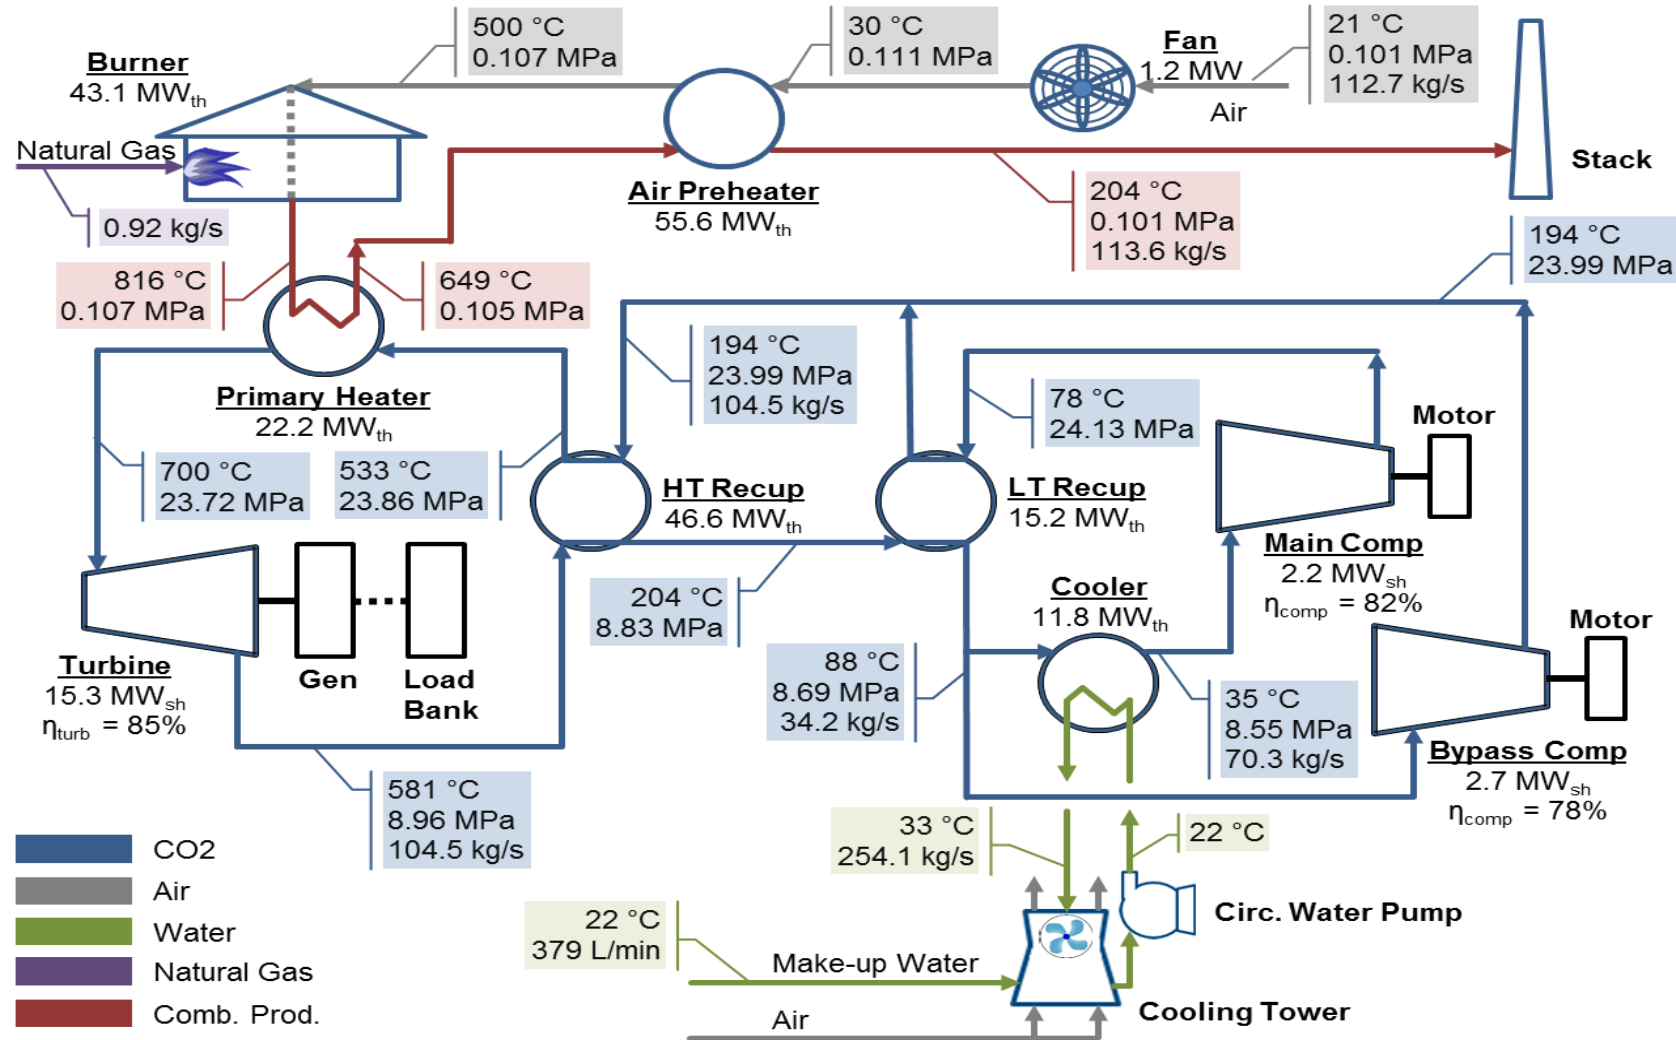 500 °C
0.107 MPa
30 °C
0.111 MPa
Fan
1.2 MW
21 °C
0.101 MPa
112.7 kg/s
Air
Burner
43.1 MWth
Natural Gas
0.92 kg/s
Air Preheater
55.6 MWth
Stack
204 °C
0.101 MPa
113.6 kg/s
194 °C
23.99 MPa
816 °C
0.107 MPa
649 °C
0.105 MPa
Primary Heater
22.2 MWth
194 °C
23.99 MPa
104.5 kg/s
78 °C
24.13 MPa
Motor
700 °C
23.72 MPa
533 °C
23.86 MPa
HT Recup
46.6 MWth
LT Recup
15.2 MWth
Main Comp
2.2 MWsh
ηcomp = 82%
204 °C
8.83 MPa
Cooler
11.8 MWth
Motor
Turbine
15.3 MWsh
ηturb = 85%
Gen
Load
Bank
88 °C
8.69 MPa
34.2 kg/s
35 °C
8.55 MPa
70.3 kg/s
Bypass Comp
2.7 MWsh
ηcomp = 78%
581 °C
8.96 MPa
104.5 kg/s
33 °C
254.1 kg/s
22 °C
CO2
Air
Water
Natural Gas
Comb. Prod.
22 °C
379 L/min
Circ. Water Pump
Make-up Water
Cooling Tower
Air